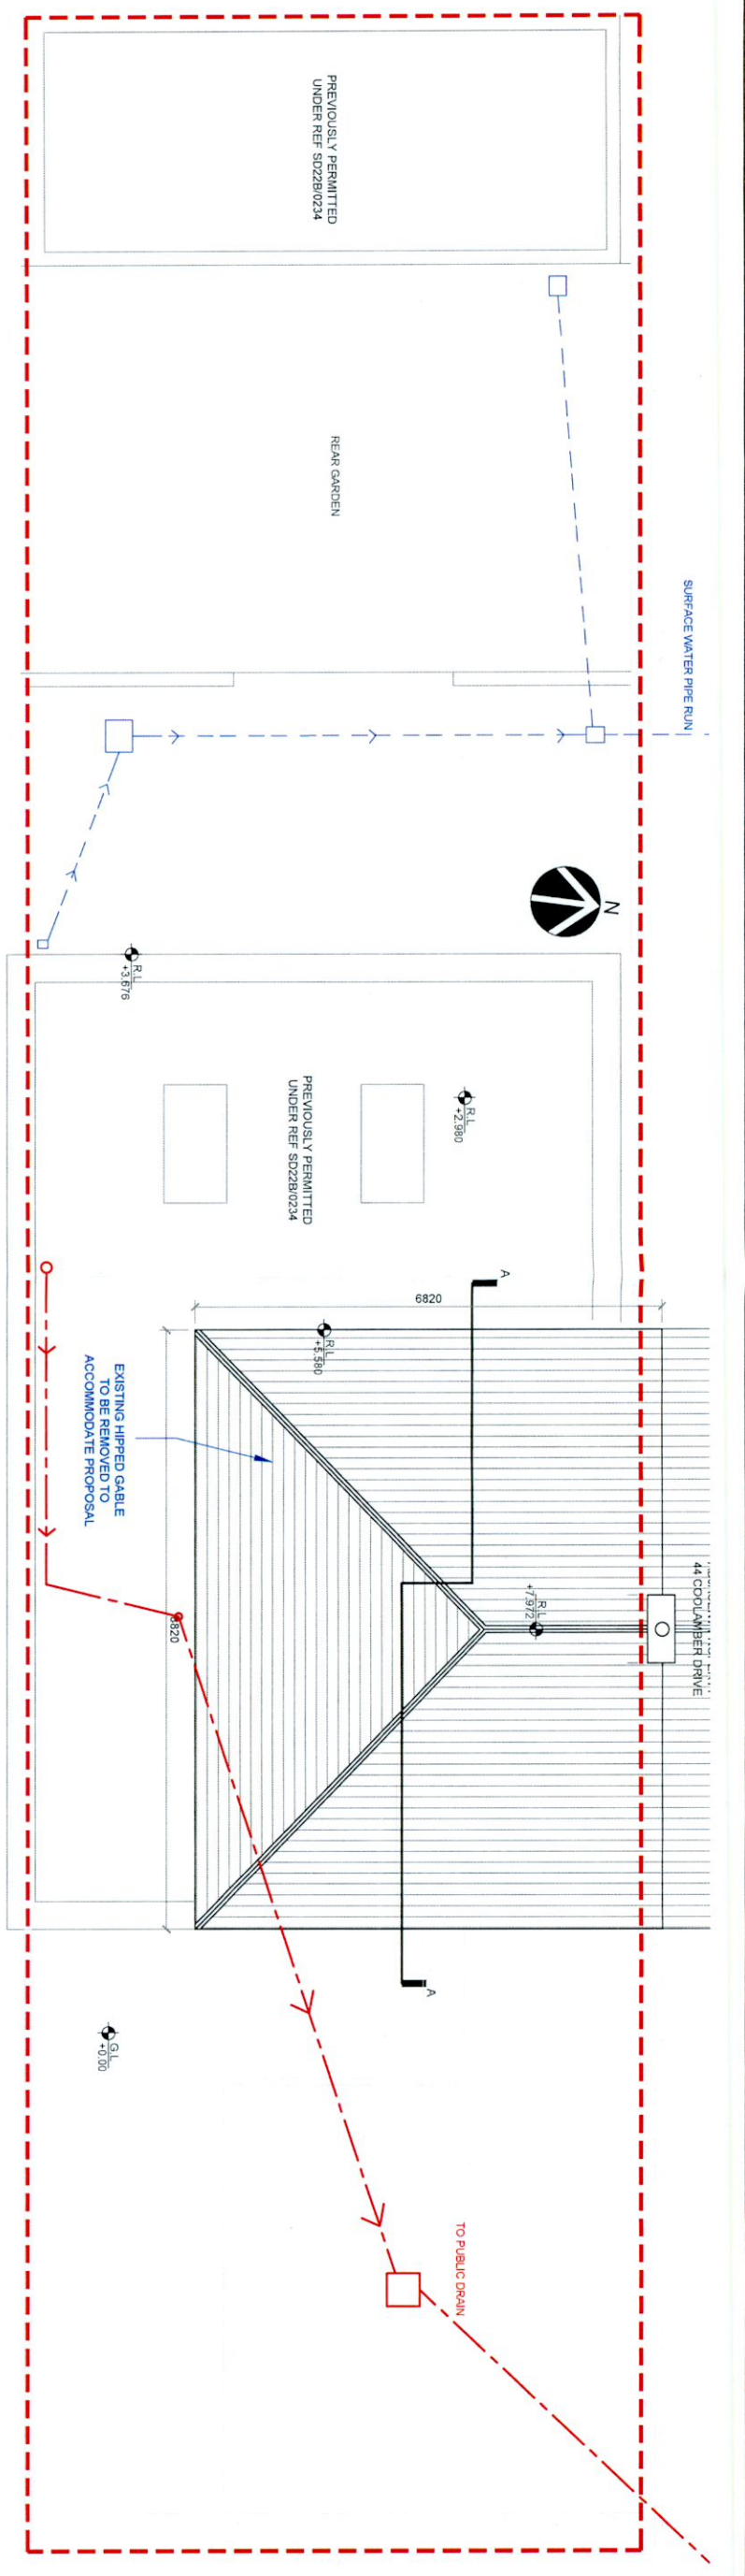 PREVIOUSLY PERMITTED
UNDER REF SD22B/0234
REAR GARDEN
SURFACE WATER PIPE RUN
N
R.L
+3.676
R.L
+2.980
PREVIOUSLY PERMITTED
UNDER REF SD22B/0234
A
6820
R.L
+5.580
EXISTING HIPPED GABLE
TO BE REMOVED TO
ACCOMMODATE PROPOSAL
R.L
+7.972
44 COOLAMBER DRIVE
8820
A
G.L
+0.00
TO PUBLIC DRAIN